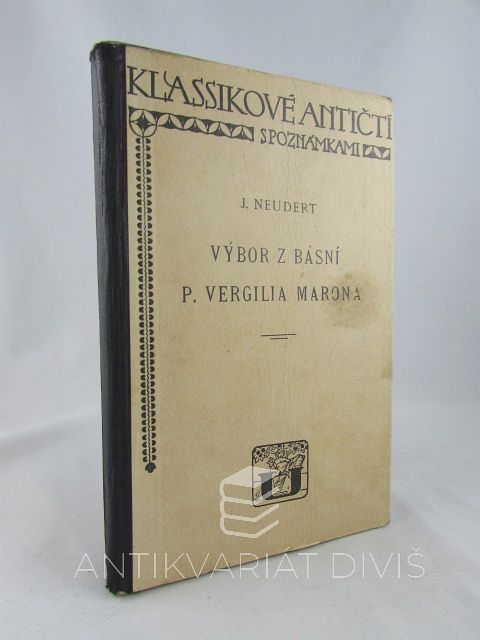 KLASSIKOVÉ ANTIČTÍ
S POZNÁMKAMI
J. NEUDERT
VÝBOR Z BÁSNÍ
P. VERGILIA MARONA
ANTIKVARIÁT DIVIŠ